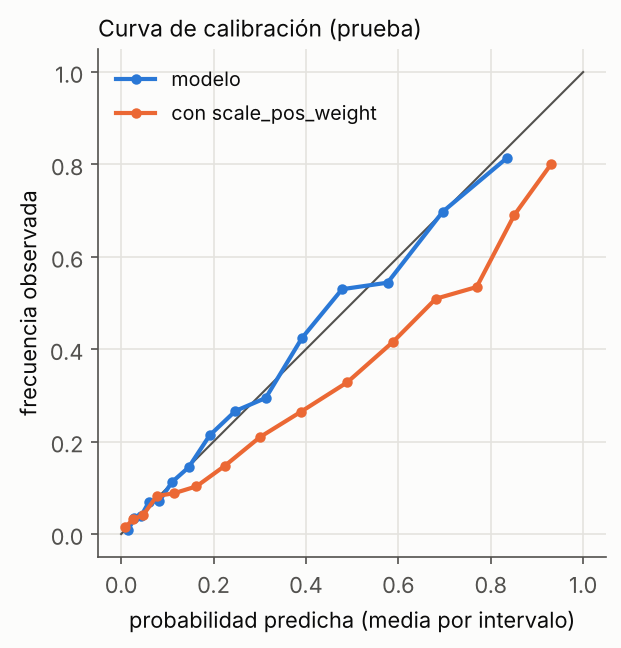 Curva de calibración (prueba)
modelo
con scale_pos_weight
1.0
0.8
0.6
0.4
0.2
0.0
frecuencia observada
0.0 0.2 0.4 0.6 0.8 1.0
probabilidad predicha (media por intervalo)